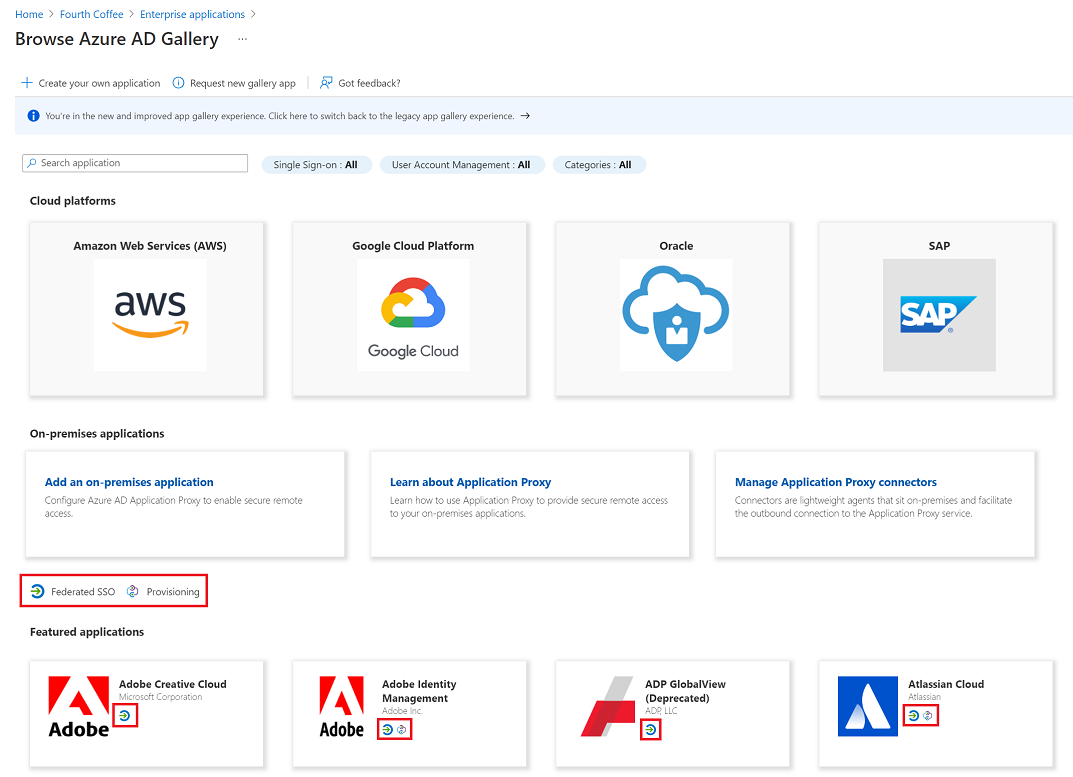 Home > Fourth Coffee > Enterprise applications >
Browse Azure AD Gallery ...
Create your own application Request new gallery app Got feedback?
You're in the new and improved app gallery experience. Click here to switch back to the legacy app gallery experience. →
Search application Single Sign-on : All User Account Management : All Categories : All
Cloud platforms
Amazon Web Services (AWS) Google Cloud Platform Oracle SAP
aws Google Cloud SAP
On-premises applications
Add an on-premises application Learn about Application Proxy Manage Application Proxy connectors
Configure Azure AD Application Proxy to enable secure remote Learn how to use Application Proxy to provide secure remote access Connectors are lightweight agents that sit on-premises and facilitate
access. to your on-premises applications. the outbound connection to the Application Proxy service.
Federated SSO Provisioning
Featured applications
Adobe Adobe Creative Cloud
Microsoft Corporation
Adobe Adobe Identity
Management
Adobe Inc.
ADP GlobalView
(Deprecated)
ADP, LLC
Atlassian Cloud
Atlassian